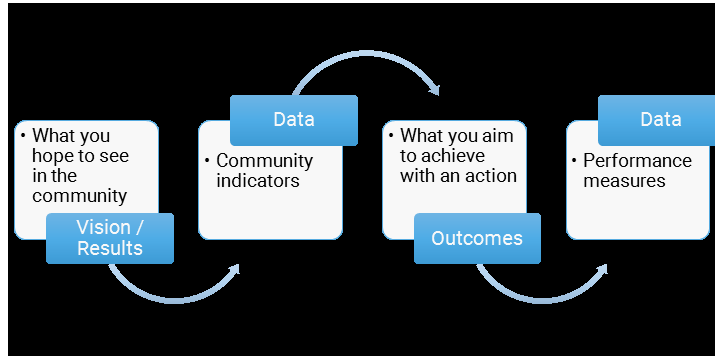 • What you
hope to see
in the
community
Vision /
Results
Data
• Community
indicators
• What you aim
to achieve
with an action
Outcomes
Data
• Performance
measures